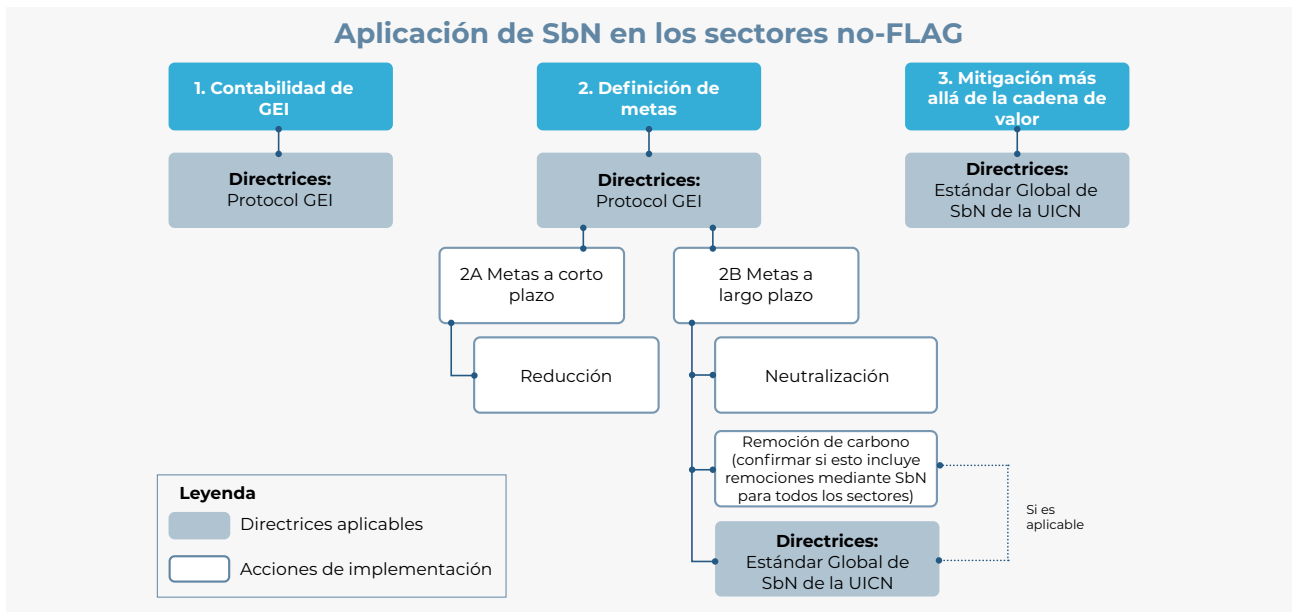 Aplicación de SbN en los sectores no-FLAG
1. Contabilidad de
GEI
Directrices:
Protocol GEI
2. Definición de
metas
Directrices:
Protocol GEI
3. Mitigación más
allá de la cadena de
valor
Directrices:
Estándar Global de
SbN de la UICN
2A Metas a corto
plazo
Reducción
2B Metas a
largo plazo
Neutralización
Remoción de carbono
(confirmar si esto incluye
remociones mediante SbN
para todos los sectores)
Si es
aplicable
Directrices:
Estándar Global de
SbN de la UICN
Leyenda
Directrices aplicables
Acciones de implementación